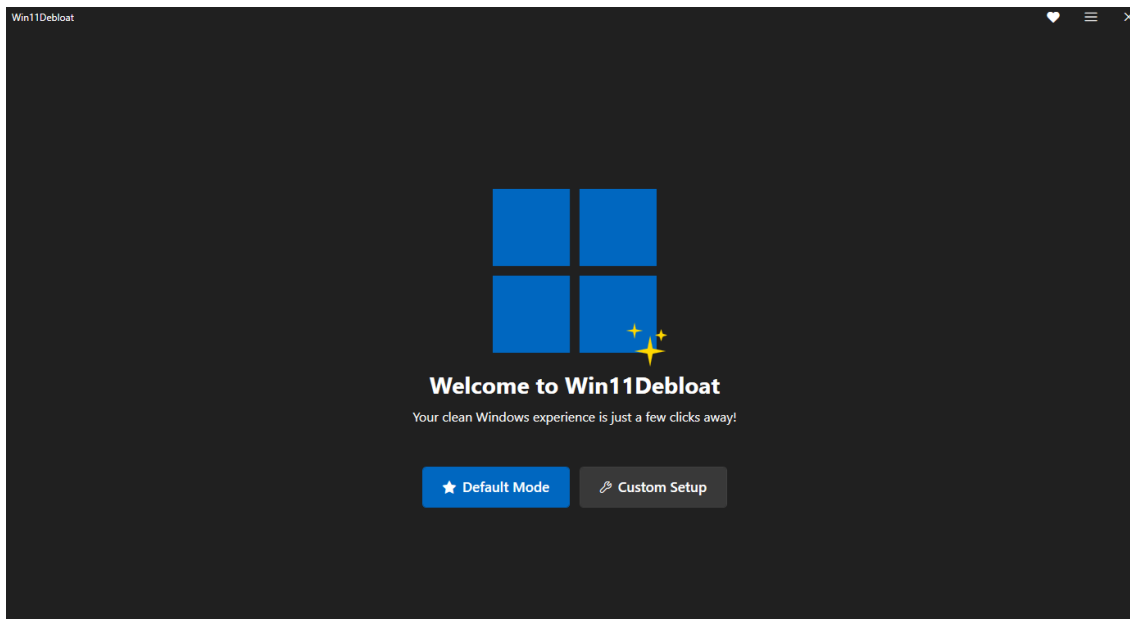 Win11Debloat
Welcome to Win11Debloat
Your clean Windows experience is just a few clicks away!
Default Mode
Custom Setup